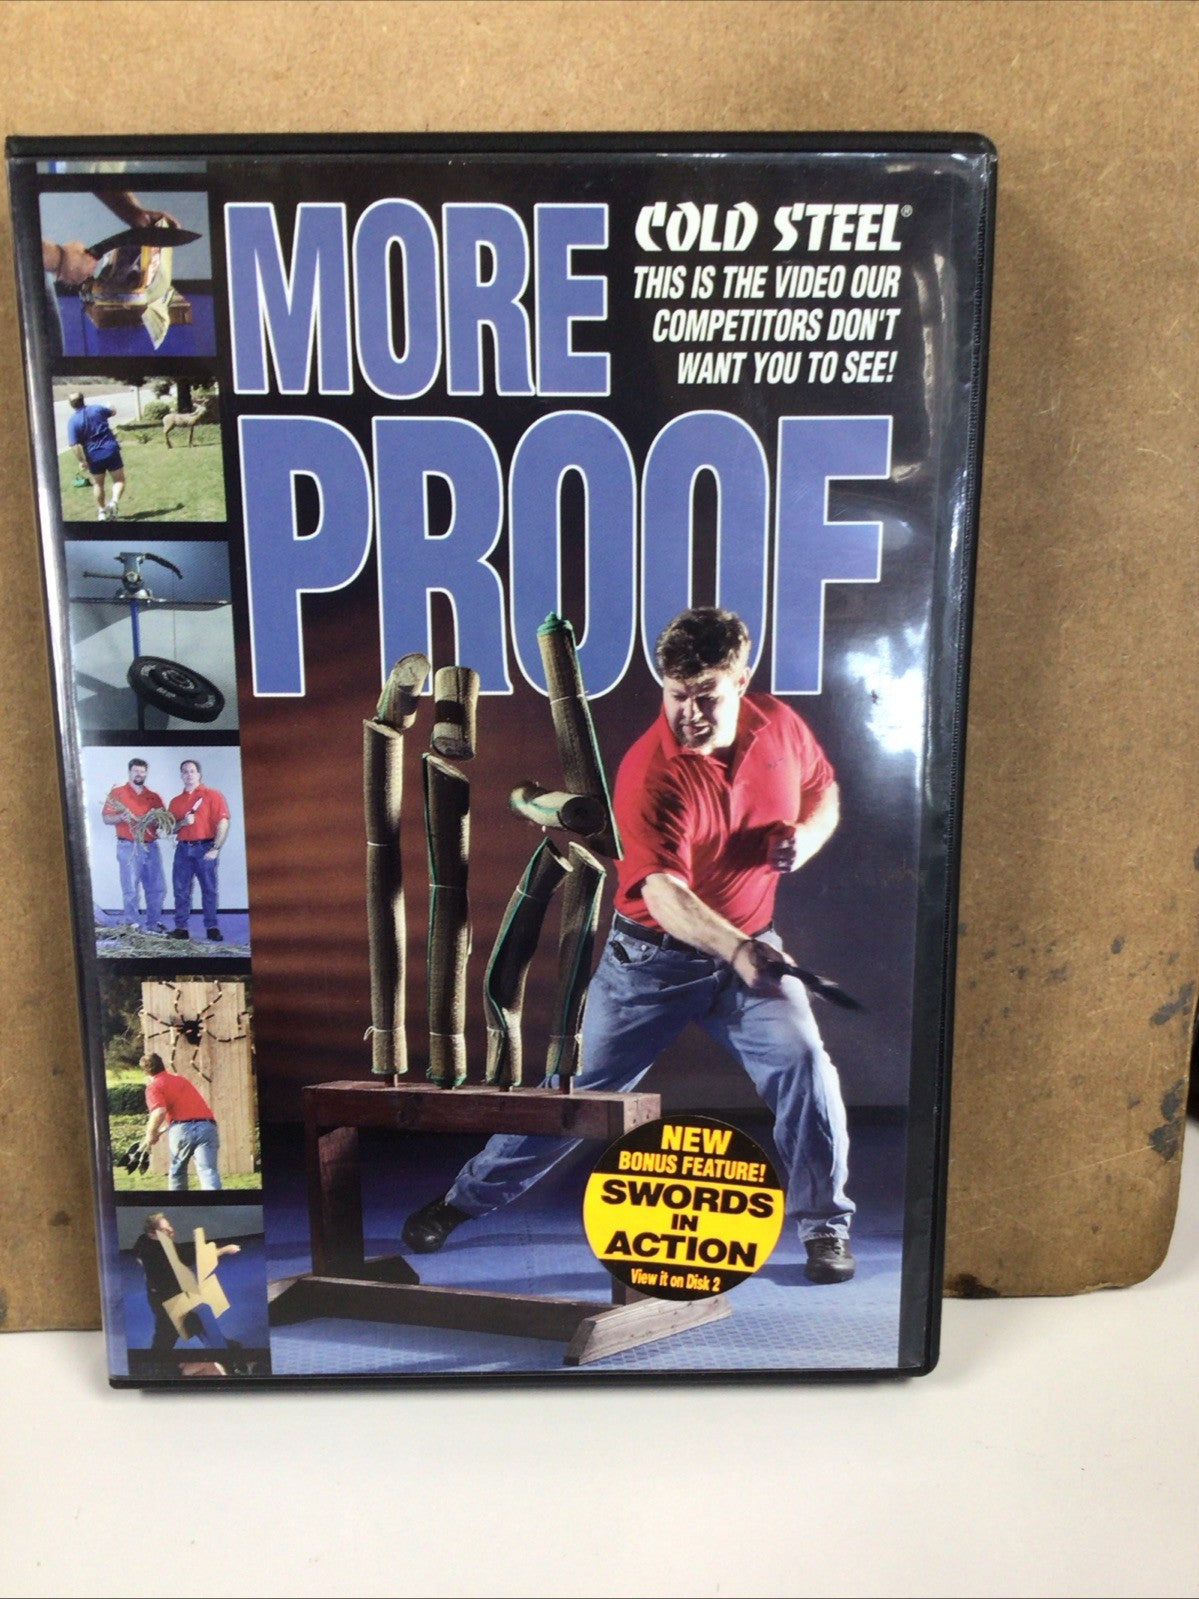 MORE
PROOF
COLD STEEL®
THIS IS THE VIDEO OUR
COMPETITORS DON'T
WANT YOU TO SEE!
NEW
BONUS FEATURE!
SWORDS
IN
ACTION
View it on Disk 2